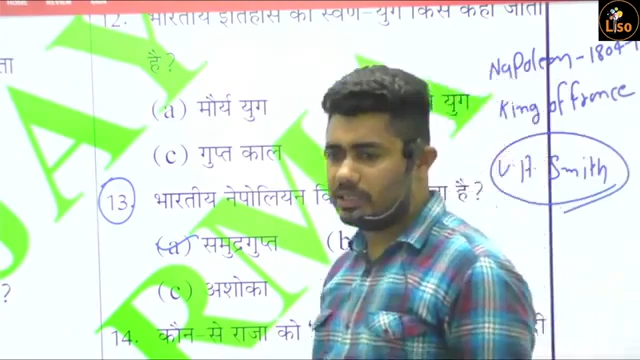 12. भारतीय इतिहास का स्वर्ण-युग किसे कहा जाता
है?
(a) मौर्य युग
युग
(c) गुप्त काल
13. भारतीय नेपोलियन
है?
(a) समुद्रगुप्त
(b
(c) अशोका
14. कौन-से राजा को
ता
?
Napoleon - 1804-
King of france
V. A. Smith
Liso